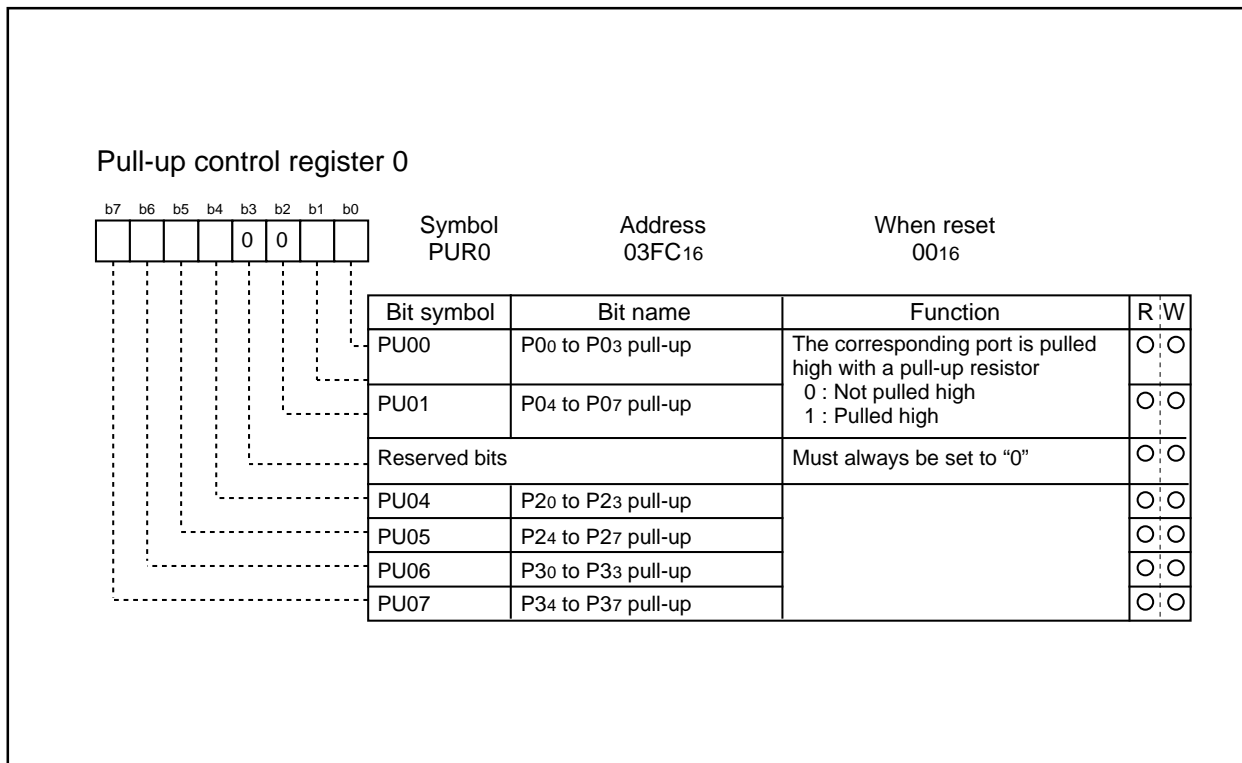 Pull-up control register 0
b7 b6 b5 b4 b3 b2 b1 b0
0 0
Symbol Address When reset
PUR0 03FC16 0016
Bit symbol Bit name Function R W
PU00 P00 to P03 pull-up The corresponding port is pulled
high with a pull-up resistor
0 : Not pulled high
PU01 P04 to P07 pull-up
1 : Pulled high
Reserved bits Must always be set to “0”
PU04 P20 to P23 pull-up
PU05 P24 to P27 pull-up
PU06 P30 to P33 pull-up
PU07 P34 to P37 pull-up